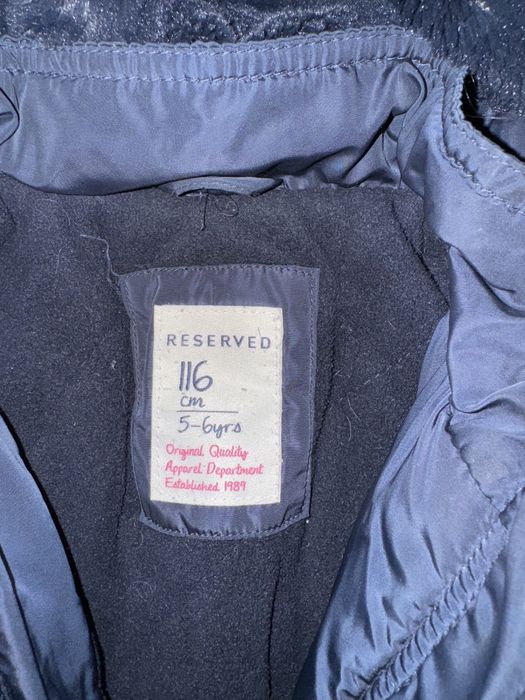 RESERVED
116
cm
5-6yrs
Original Quality
Apparel Department
Established 1989